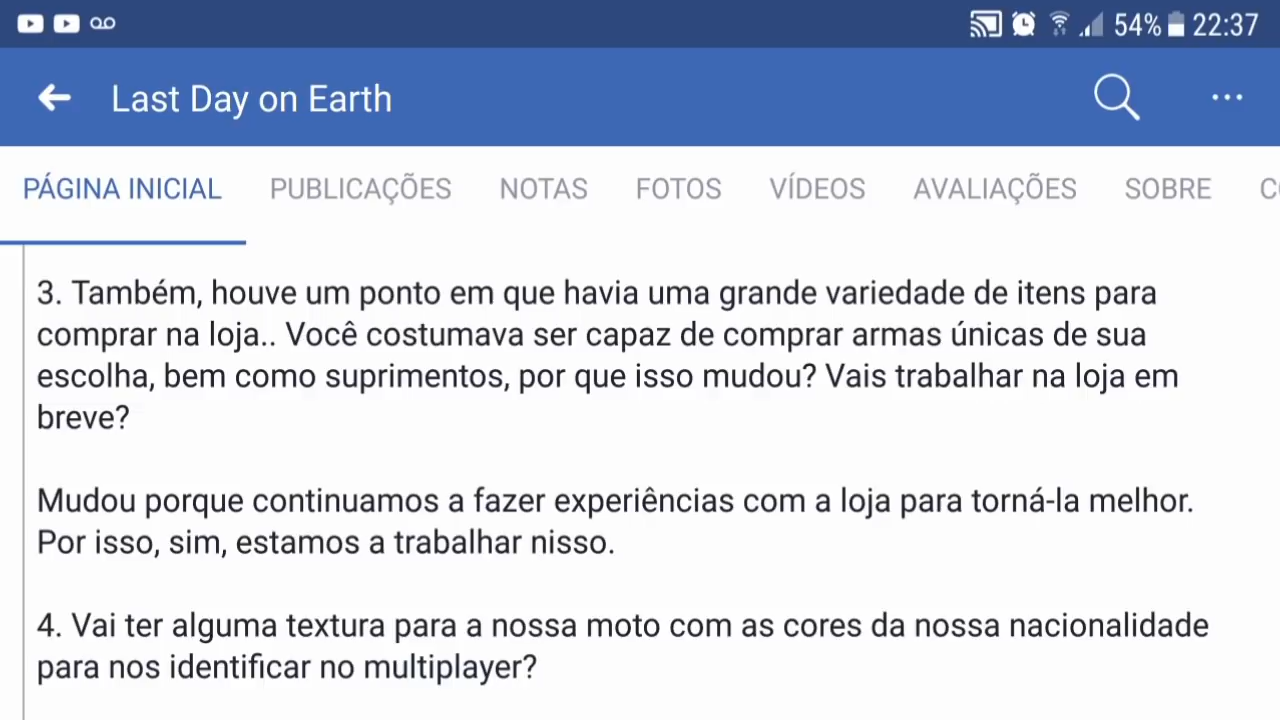 54% 22:37
Last Day on Earth
PÁGINA INICIAL PUBLICAÇÕES NOTAS FOTOS VÍDEOS AVALIAÇÕES SOBRE
3. Também, houve um ponto em que havia uma grande variedade de itens para
comprar na loja.. Você costumava ser capaz de comprar armas únicas de sua
escolha, bem como suprimentos, por que isso mudou? Vais trabalhar na loja em
breve?
Mudou porque continuamos a fazer experiências com a loja para torná-la melhor.
Por isso, sim, estamos a trabalhar nisso.
4. Vai ter alguma textura para a nossa moto com as cores da nossa nacionalidade
para nos identificar no multiplayer?